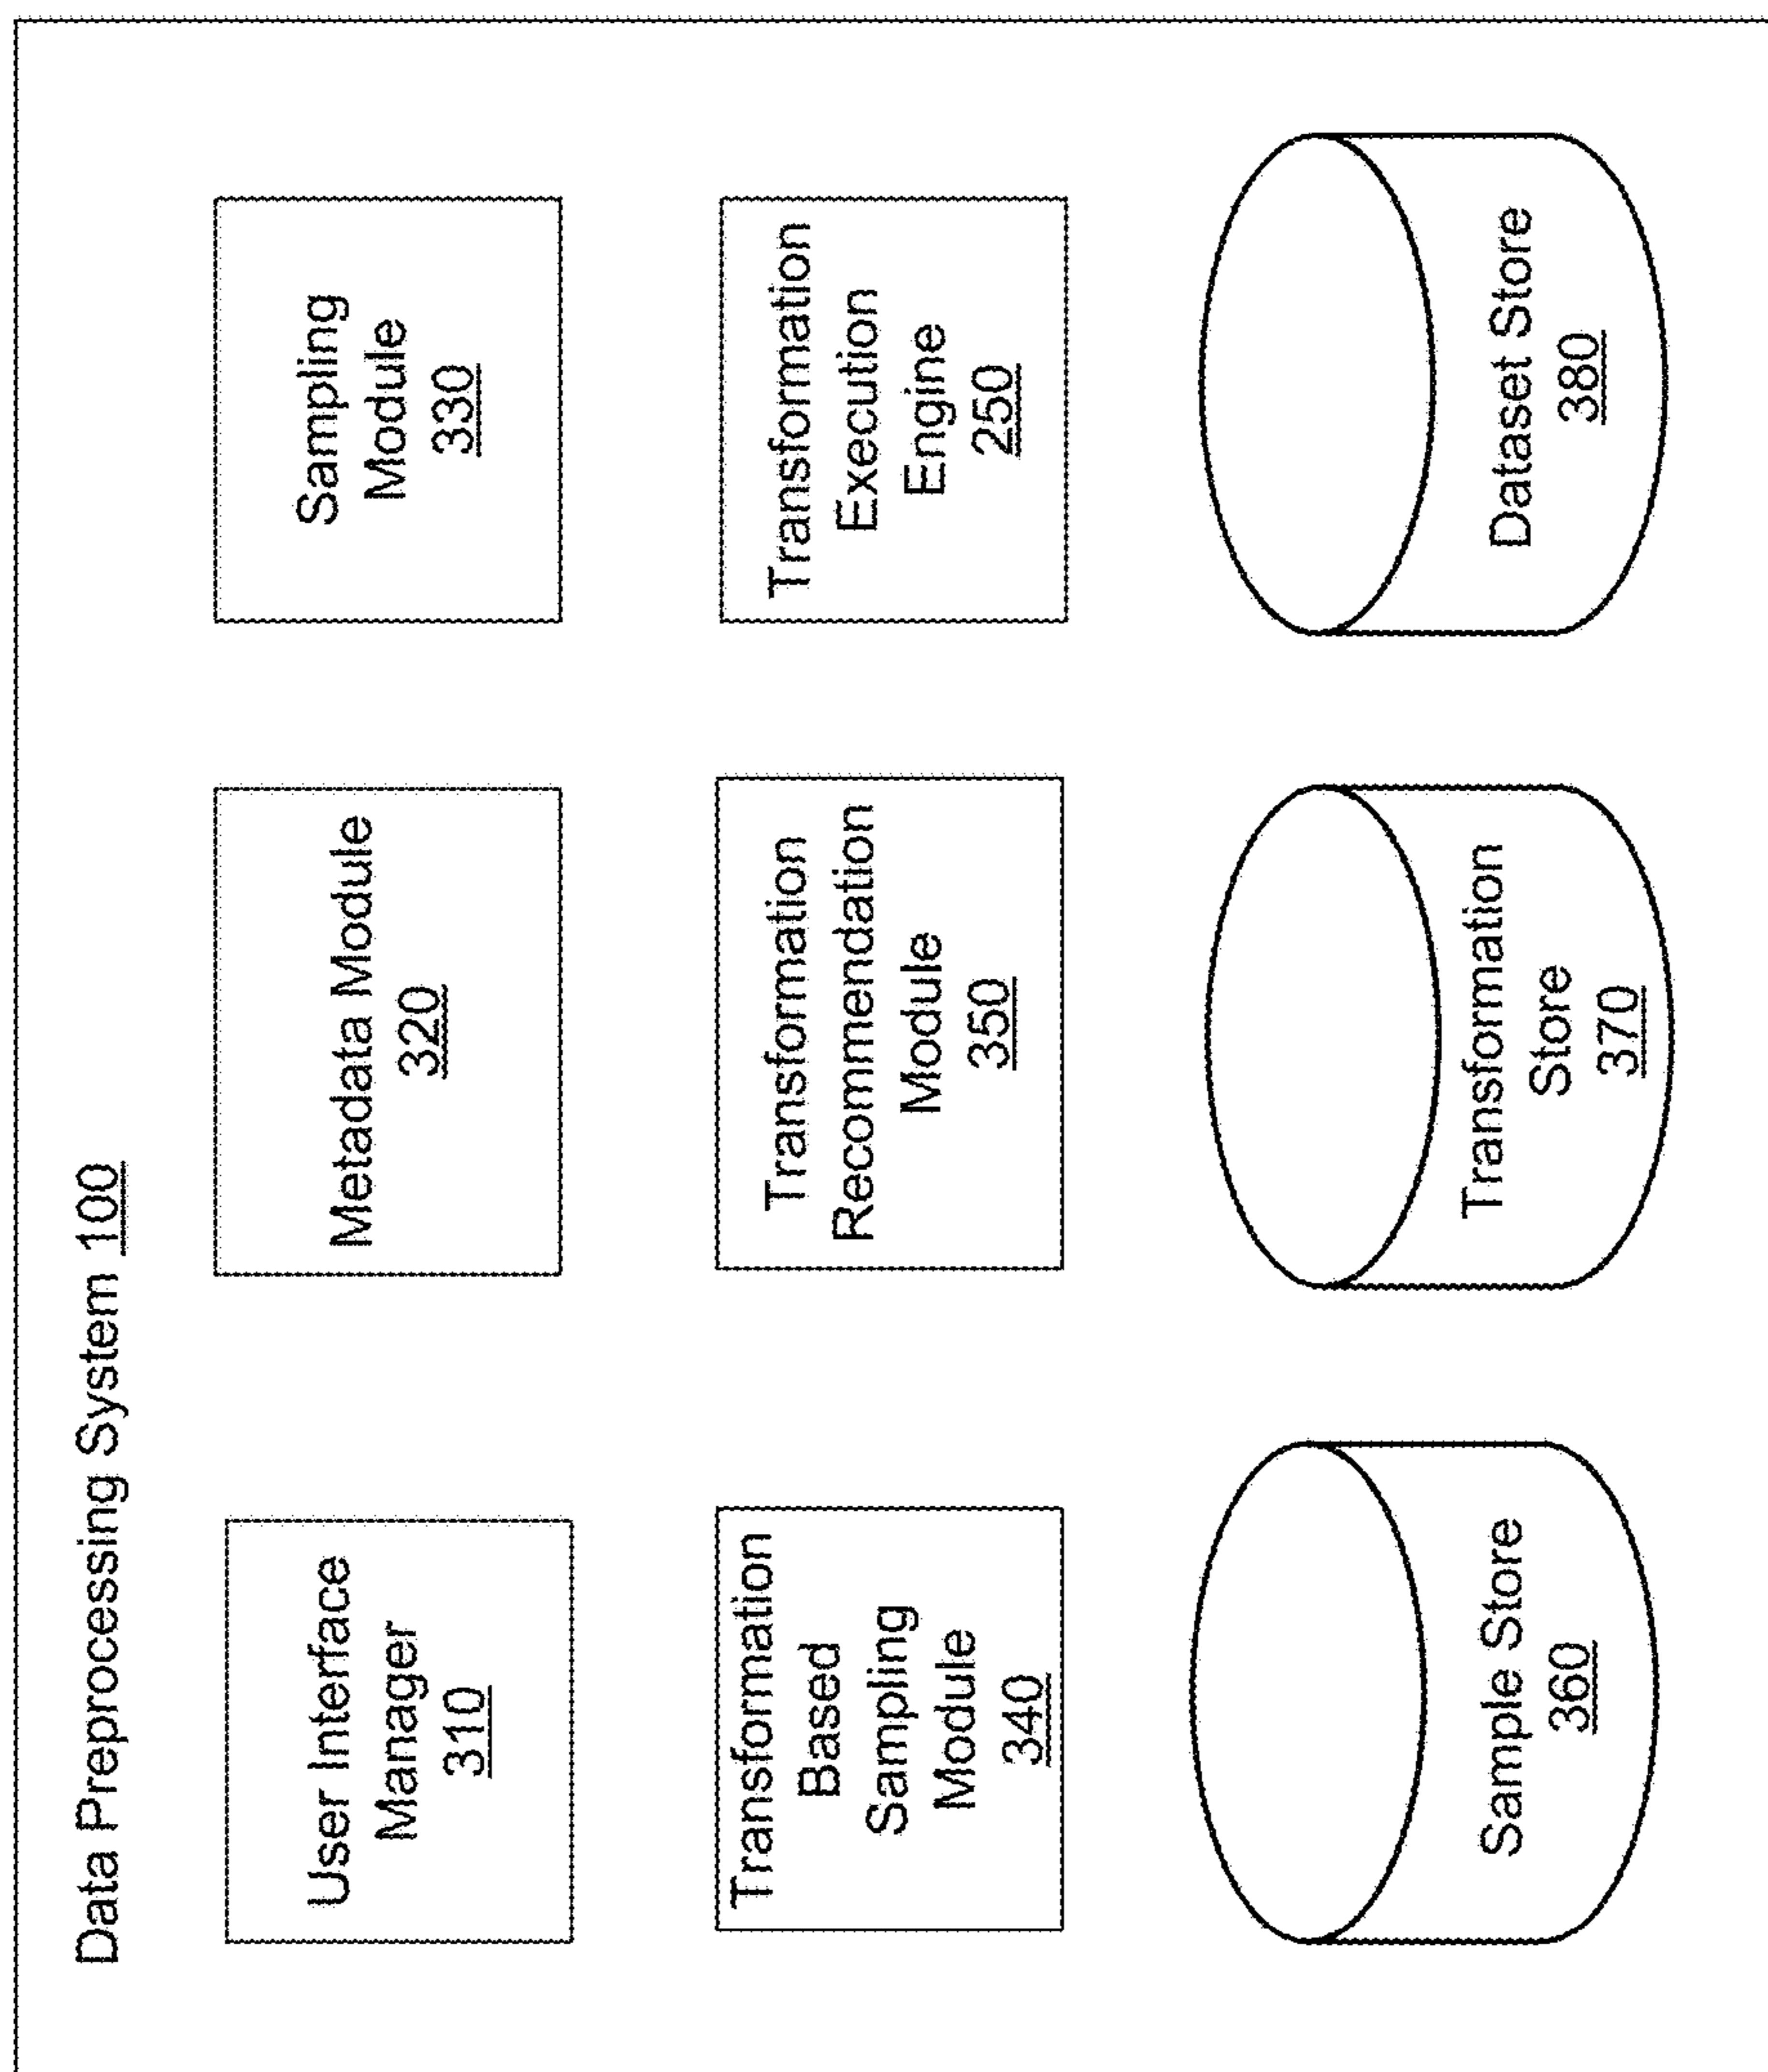 Data Preprocessing System 100
User Interface
Manager
310
Metadata Module
320
Sampling
Module
330
Transformation
Based
Sampling
Module
340
Transformation
Recommendation
Module
350
Transformation
Execution
Engine
250
Sample Store
360
Transformation
Store
370
Dataset Store
380